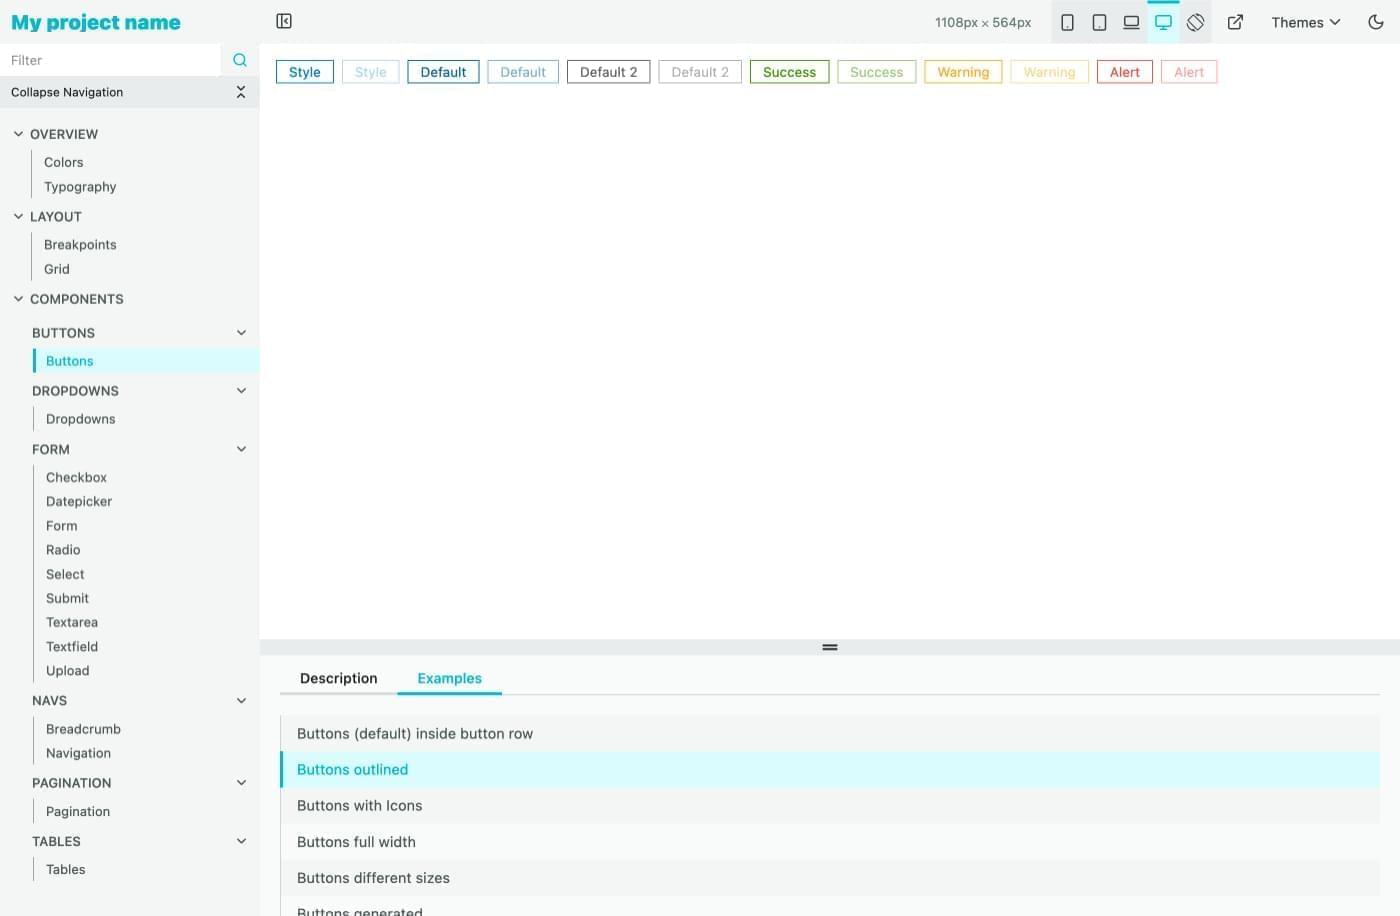 My project name
1108px × 564px
Themes
Filter
Collapse Navigation
OVERVIEW
Colors
Typography
LAYOUT
Breakpoints
Grid
COMPONENTS
BUTTONS
Buttons
DROPDOWNS
Dropdowns
FORM
Checkbox
Datepicker
Form
Radio
Select
Submit
Textarea
Textfield
Upload
NAVS
Breadcrumb
Navigation
PAGINATION
Pagination
TABLES
Tables
Style Style Default Default Default 2 Default 2 Success Success Warning Warning Alert Alert
Description Examples
Buttons (default) inside button row
Buttons outlined
Buttons with Icons
Buttons full width
Buttons different sizes
Buttons generated